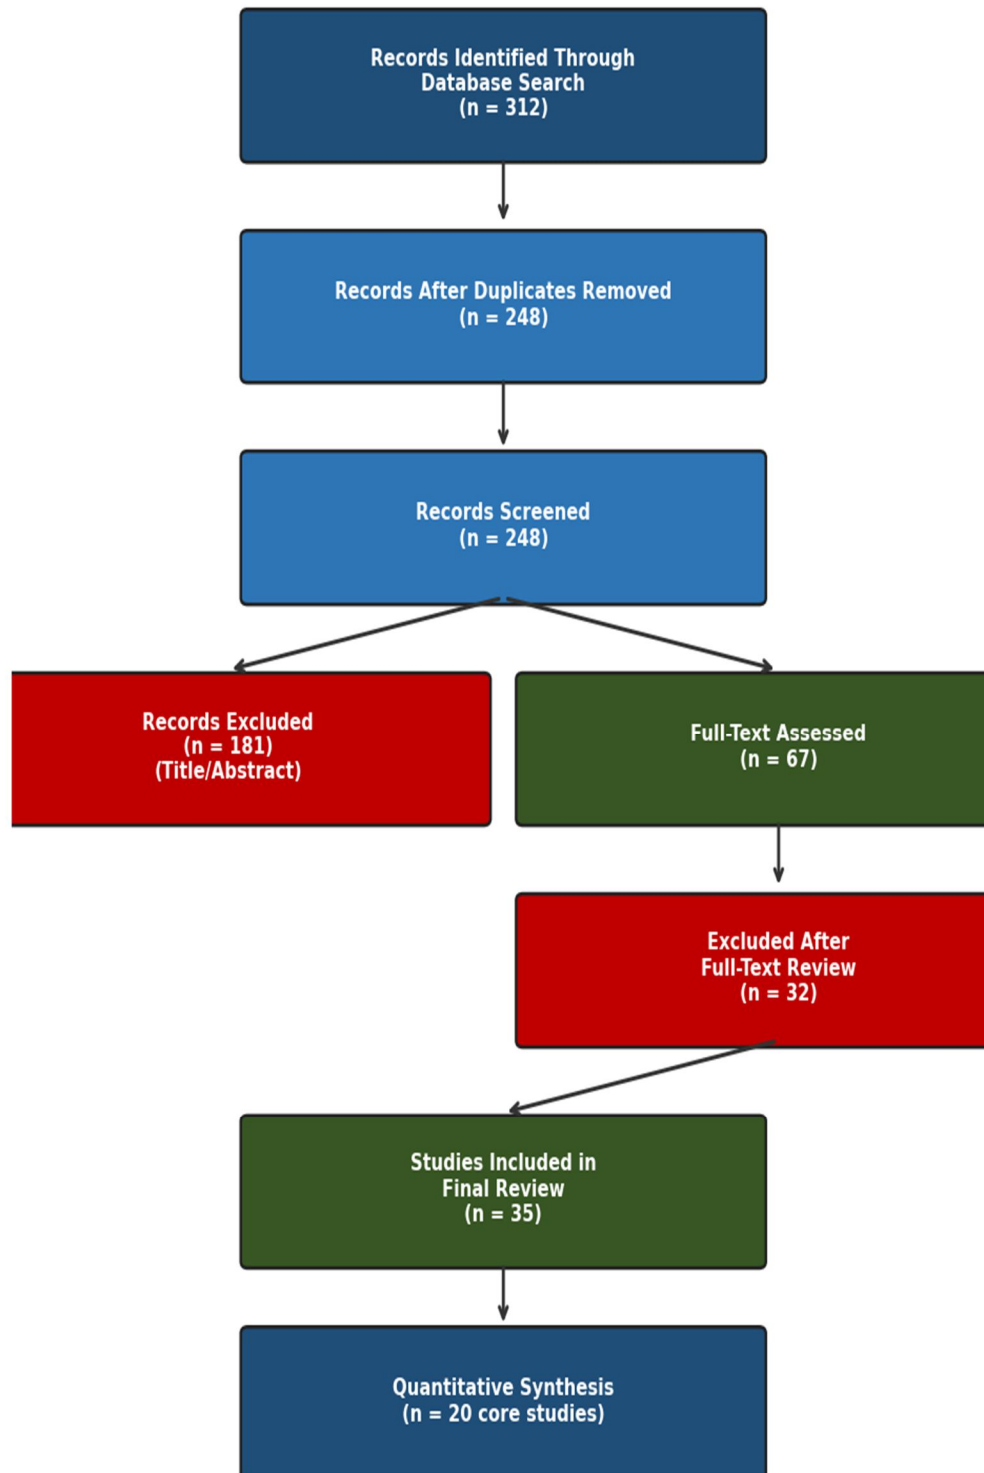 Records Identified Through
Database Search
(n = 312)
Records After Duplicates Removed
(n = 248)
Records Screened
(n = 248)
Records Excluded
(n = 181)
(Title/Abstract)
Full-Text Assessed
(n = 67)
Excluded After
Full-Text Review
(n = 32)
Studies Included in
Final Review
(n = 35)
Quantitative Synthesis
(n = 20 core studies)